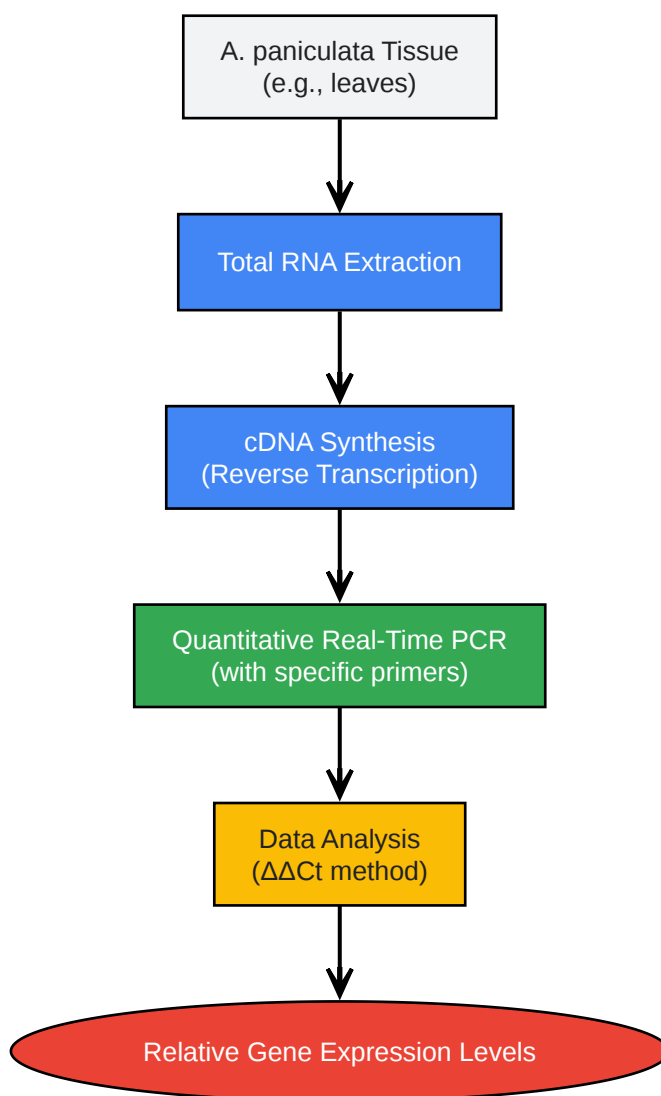 A. paniculata Tissue
(e.g., leaves)
Total RNA Extraction
cDNA Synthesis
(Reverse Transcription)
Quantitative Real-Time PCR
(with specific primers)
Data Analysis
(ΔΔCt method)
Relative Gene Expression Levels